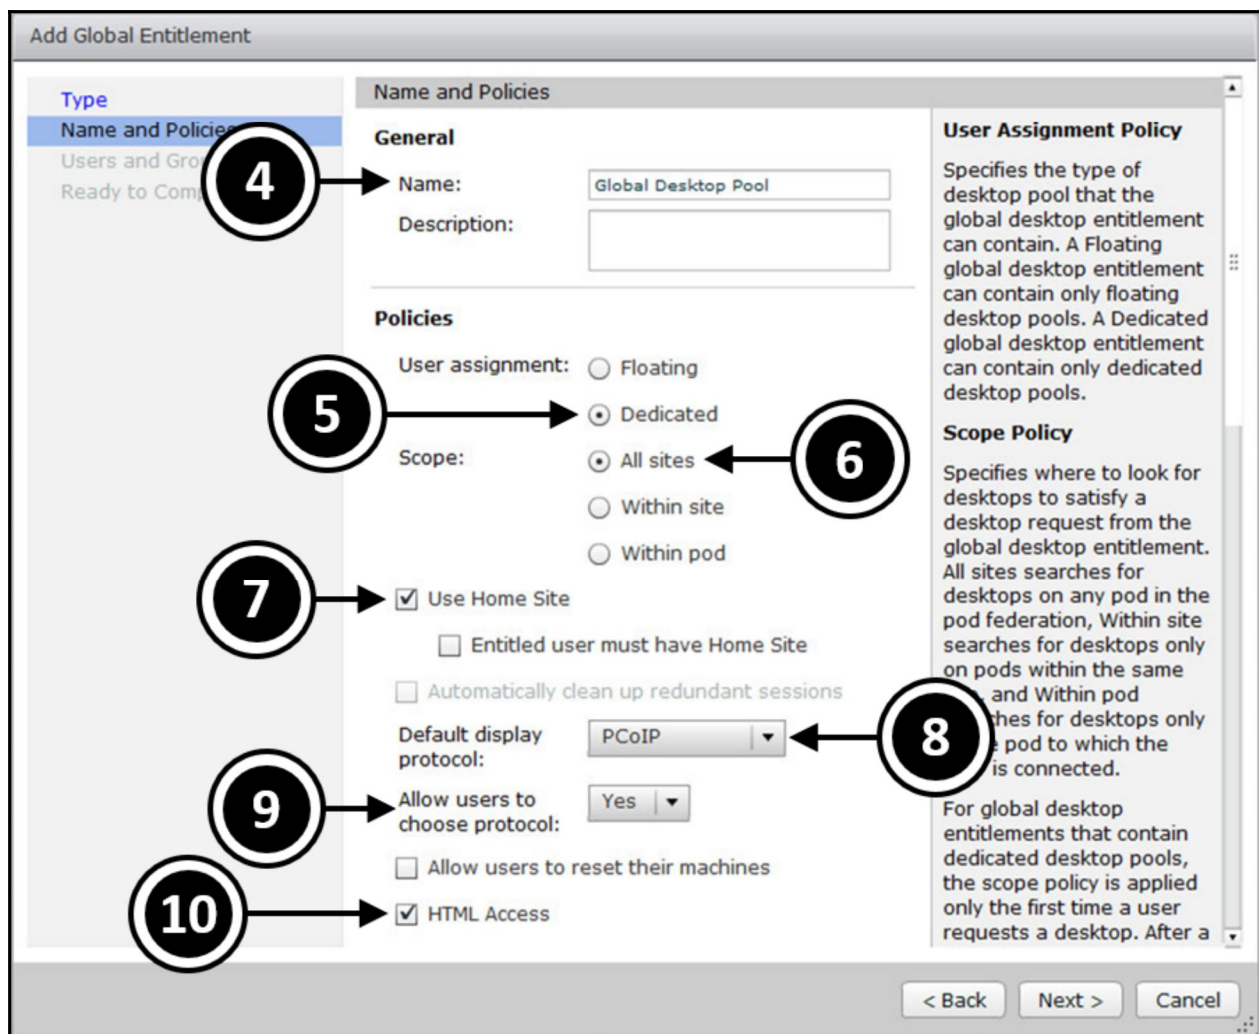 Add Global Entitlement
Type
Name and Policies
Users and Gro
Ready to Comp
Name and Policies
General
4
Name:
Global Desktop Pool
Description:
Policies
User assignment:
Floating
5
Dedicated
Scope:
All sites
6
Within site
Within pod
7
Use Home Site
Entitled user must have Home Site
Automatically clean up redundant sessions
Default display
protocol:
PCoIP
8
9
Allow users to
choose protocol:
Yes
Allow users to reset their machines
10
HTML Access
User Assignment Policy
Specifies the type of
desktop pool that the
global desktop entitlement
can contain. A Floating
global desktop entitlement
can contain only floating
desktop pools. A Dedicated
global desktop entitlement
can contain only dedicated
desktop pools.
Scope Policy
Specifies where to look for
desktops to satisfy a
desktop request from the
global desktop entitlement.
All sites searches for
desktops on any pod in the
pod federation, Within site
searches for desktops only
on pods within the same
and Within pod
ches for desktops only
pod to which the
is connected.
For global desktop
entitlements that contain
dedicated desktop pools,
the scope policy is applied
only the first time a user
requests a desktop. After a
< Back
Next >
Cancel